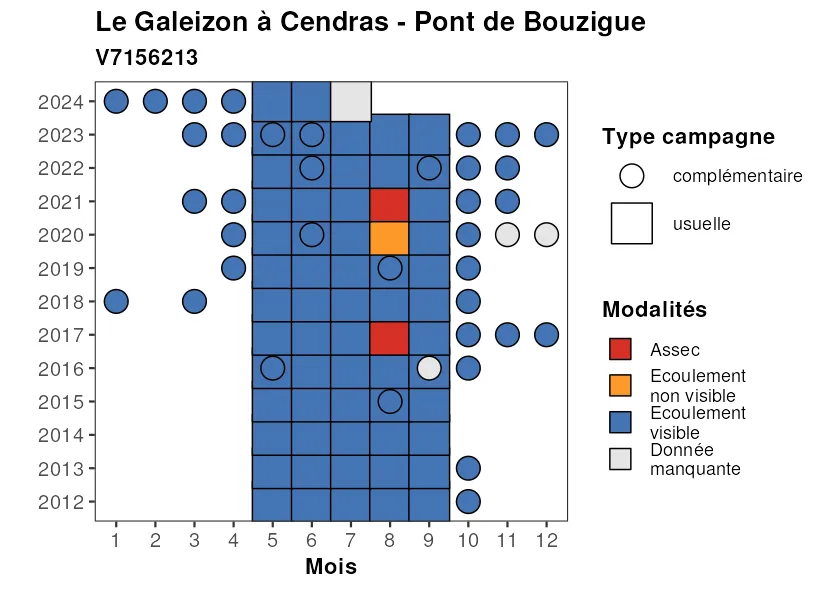 Le Galeizon à Cendras - Pont de Bouzigue
V7156213
2024
2023
2022
2021
2020
2019
2018
2017
2016
2015
2014
2013
2012
1 2 3 4 5 6 7 8 9 10 11 12
Mois
Type campagne
complémentaire
usuelle
Modalités
Assec
Ecoulement
non visible
Ecoulement
visible
Donnée
manquante